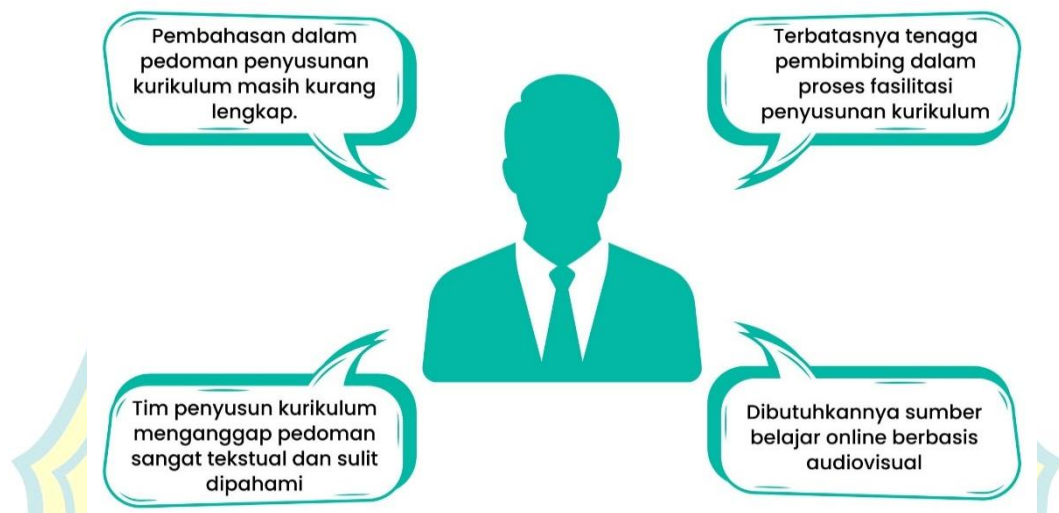 Pembahasan dalam
pedoman penyusunan
kurikulum masih kurang
lengkap.
Terbatasnya tenaga
pembimbing dalam
proses fasilitasi
penyusunan kurikulum
Tim penyusun kurikulum
menganggap pedoman
sangat tekstual dan sulit
dipahami
Dibutuhkannya sumber
belajar online berbasis
audiovisual